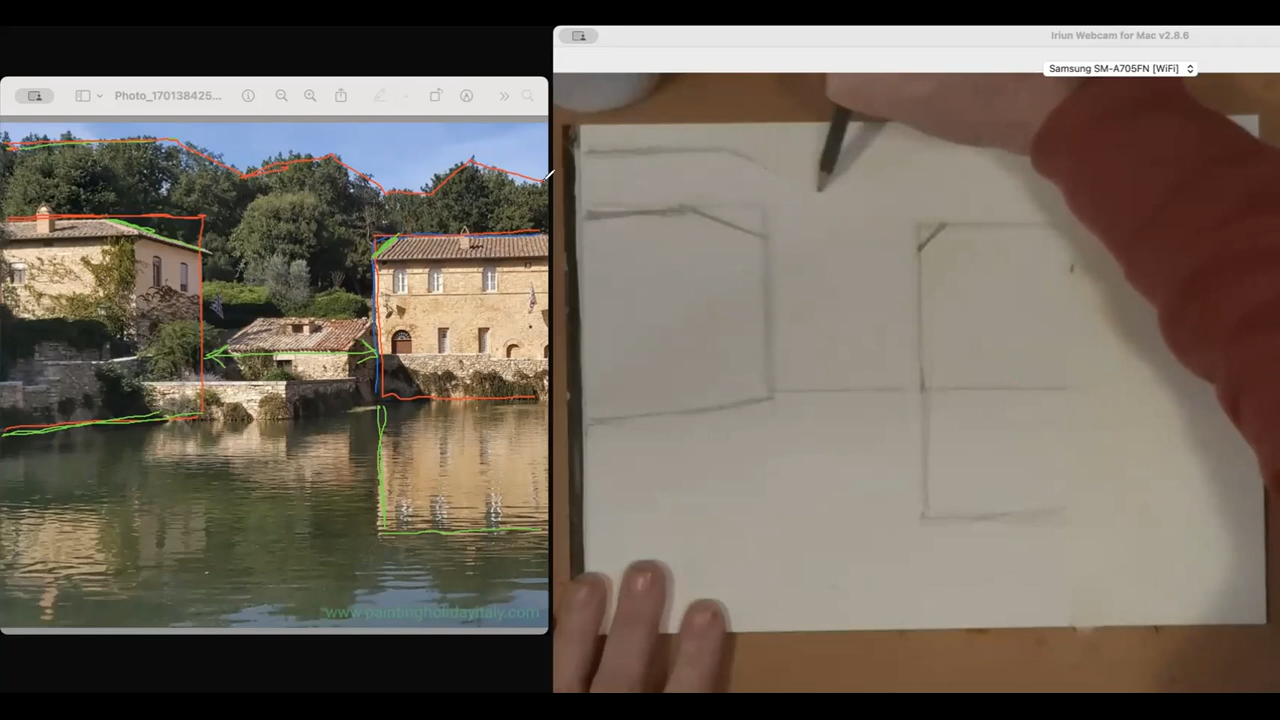 Iriun Webcam for Mac v2.8.6
Samsung SM-A705FN [WiFi]
Photo_170138425...
www.paintingholidayitaly.com